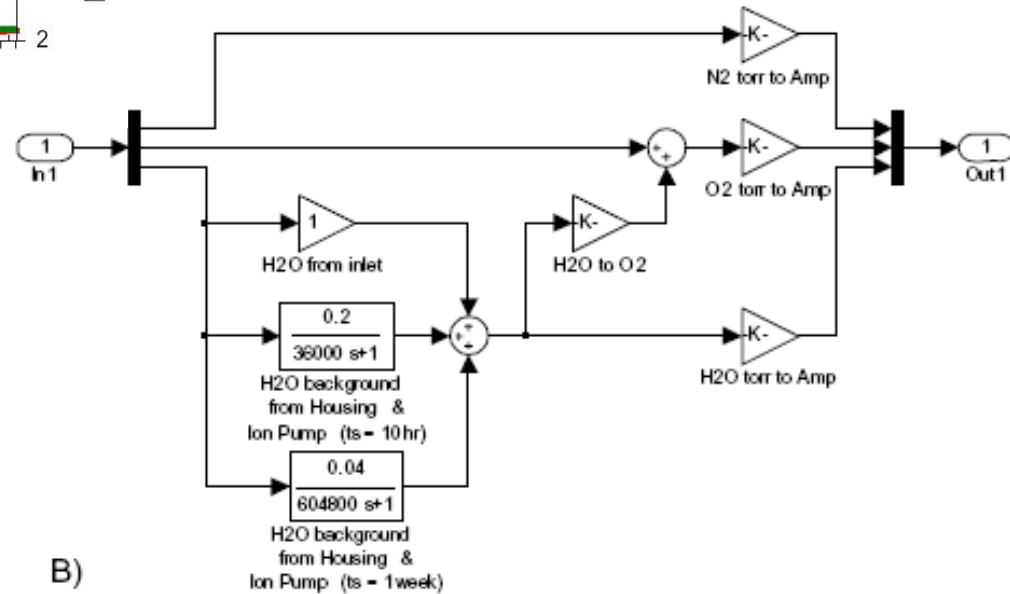 2
-K-
N2 torr to Amp
1
In1
+
+
-K-
O2 torr to Amp
1
Out1
1
H2O from inlet
-K-
H2O to O2
0.2
36000 s+1
+
+
+
-K-
H2O torr to Amp
H2O background
from Housing &
Ion Pump (ts = 10hr)
0.04
604800 s+1
H2O background
from Housing &
Ion Pump (ts = 1week)
B)